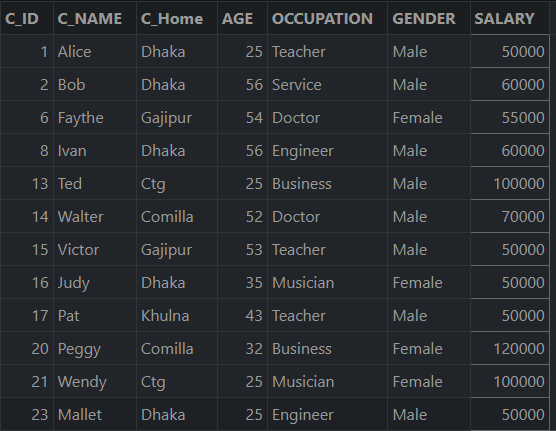 C_ID C_NAME C_Home AGE OCCUPATION GENDER SALARY
1 Alice Dhaka 25 Teacher Male 50000
2 Bob Dhaka 56 Service Male 60000
6 Faythe Gajipur 54 Doctor Female 55000
8 Ivan Dhaka 56 Engineer Male 60000
13 Ted Ctg 25 Business Male 100000
14 Walter Comilla 52 Doctor Male 70000
15 Victor Gajipur 53 Teacher Male 50000
16 Judy Dhaka 35 Musician Female 50000
17 Pat Khulna 43 Teacher Male 50000
20 Peggy Comilla 32 Business Female 120000
21 Wendy Ctg 25 Musician Female 100000
23 Mallet Dhaka 25 Engineer Male 50000